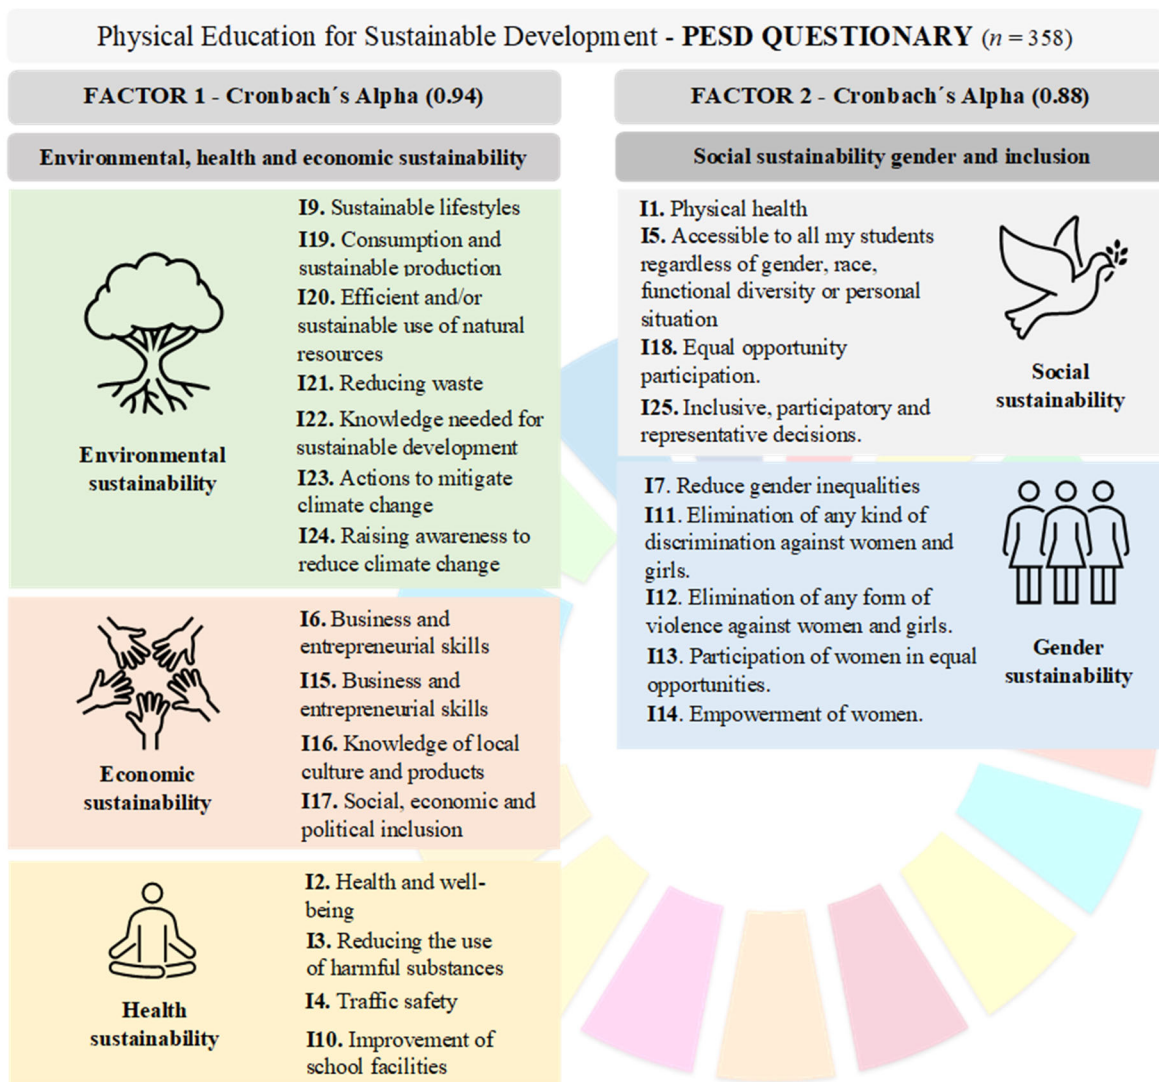 Physical Education for Sustainable Development - PESD QUESTIONARY (n = 358)
FACTOR 1 - Cronbach´s Alpha (0.94)
Environmental, health and economic sustainability
Environmental
sustainability
I9. Sustainable lifestyles
I19. Consumption and
sustainable production
I20. Efficient and/or
sustainable use of natural
resources
I21. Reducing waste
I22. Knowledge needed for
sustainable development
I23. Actions to mitigate
climate change
I24. Raising awareness to
reduce climate change
Economic
sustainability
I6. Business and
entrepreneurial skills
I15. Business and
entrepreneurial skills
I16. Knowledge of local
culture and products
I17. Social, economic and
political inclusion
Health
sustainability
I2. Health and well-
being
I3. Reducing the use
of harmful substances
I4. Traffic safety
I10. Improvement of
school facilities
FACTOR 2 - Cronbach´s Alpha (0.88)
Social sustainability gender and inclusion
I1. Physical health
I5. Accessible to all my students
regardless of gender, race,
functional diversity or personal
situation
I18. Equal opportunity
participation.
I25. Inclusive, participatory and
representative decisions.
Social
sustainability
I7. Reduce gender inequalities
I11. Elimination of any kind of
discrimination against women and
girls.
I12. Elimination of any form of
violence against women and girls.
I13. Participation of women in equal
opportunities.
I14. Empowerment of women.
Gender
sustainability